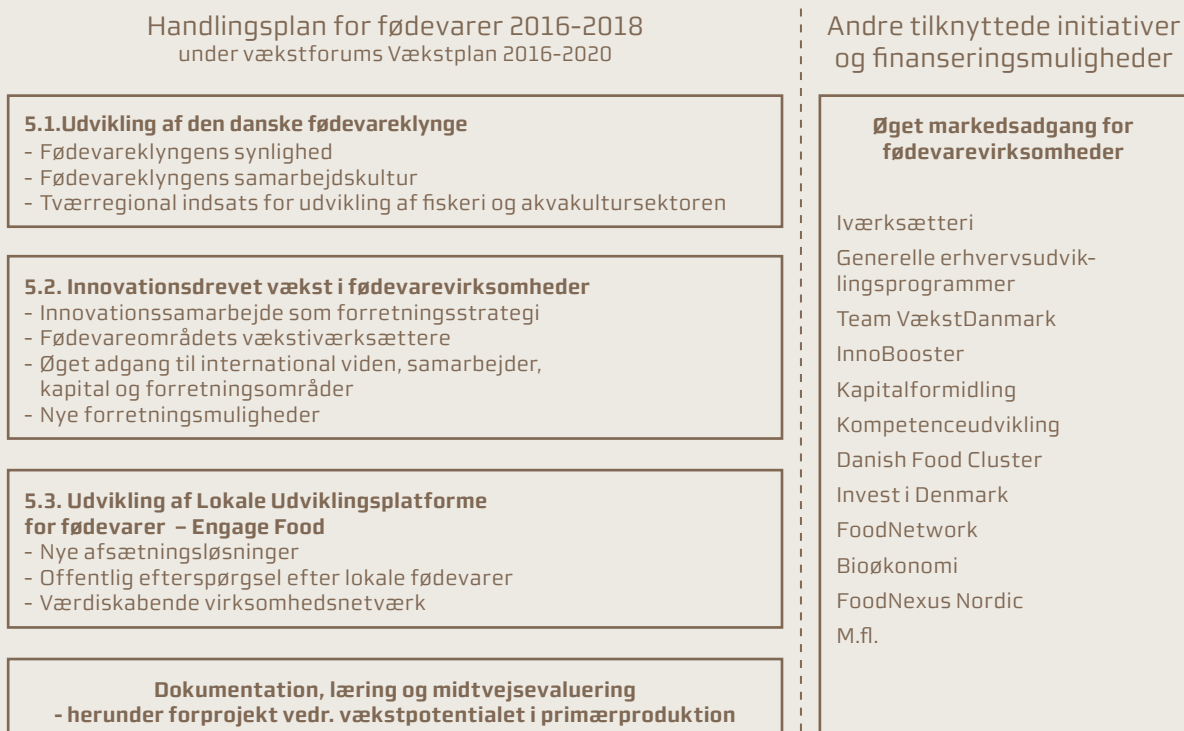 Handlingsplan for fødevarer 2016-2018
under vækstforums Vækstplan 2016-2020
5.1.Udvikling af den danske fødevareklynge
- Fødevareklyngens synlighed
- Fødevareklyngens samarbejdskultur
- Tværregional indsats for udvikling af fiskeri og akvakultursektoren
5.2. Innovationsdrevet vækst i fødevarevirksomheder
- Innovationssamarbejde som forretningsstrategi
- Fødevareområdets vækstiværksættere
- Øget adgang til international viden, samarbejder,
kapital og forretningsområder
- Nye forretningsmuligheder
5.3. Udvikling af Lokale Udviklingsplatforme
for fødevarer – Engage Food
- Nye afsætningsløsninger
- Offentlig efterspørgsel efter lokale fødevarer
- Værdiskabende virksomhedsnetværk
Dokumentation, læring og midtvejsevaluering
- herunder forprojekt vedr. vækstpotentialet i primærproduktion
Andre tilknyttede initiativer
og finanseringsmuligheder
Øget markedsadgang for
fødevarevirksomheder
Iværksætteri
Generelle erhvervsudvik-
lingsprogrammer
Team VækstDanmark
InnoBooster
Kapitalformidling
Kompetenceudvikling
Danish Food Cluster
Invest i Denmark
FoodNetwork
Bioøkonomi
FoodNexus Nordic
M.fl.